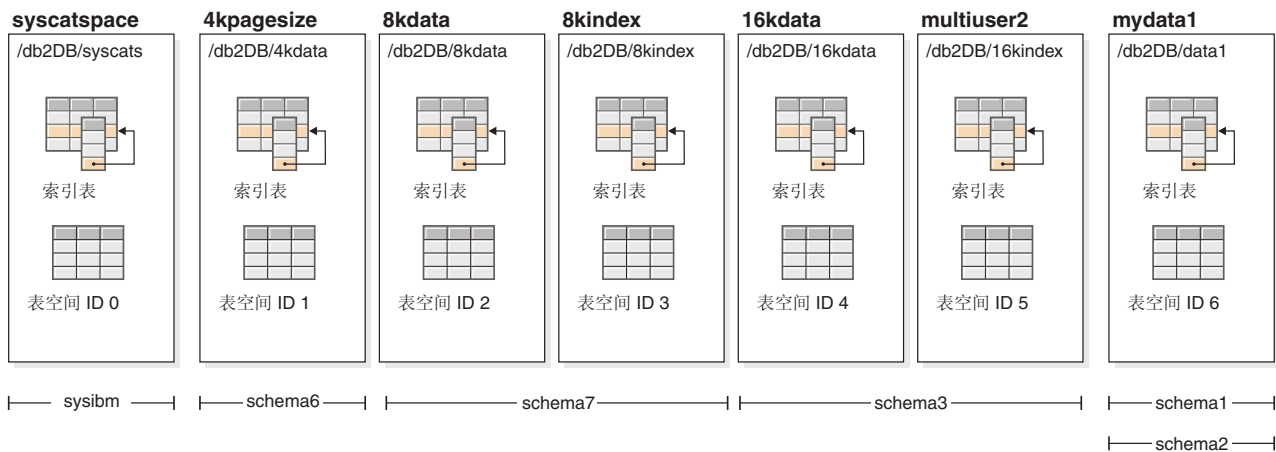 syscatspace
/db2DB/syscats
索引表
表空间 ID 0
4kpagesize
/db2DB/4kdata
索引表
表空间 ID 1
8kdata
/db2DB/8kdata
索引表
表空间 ID 2
8kindex
/db2DB/8kindex
索引表
表空间 ID 3
16kdata
/db2DB/16kdata
索引表
表空间 ID 4
multiuser2
/db2DB/16kindex
索引表
表空间 ID 5
mydata1
/db2DB/data1
索引表
表空间 ID 6
sysibm
schema6
schema7
schema3
schema1
schema2